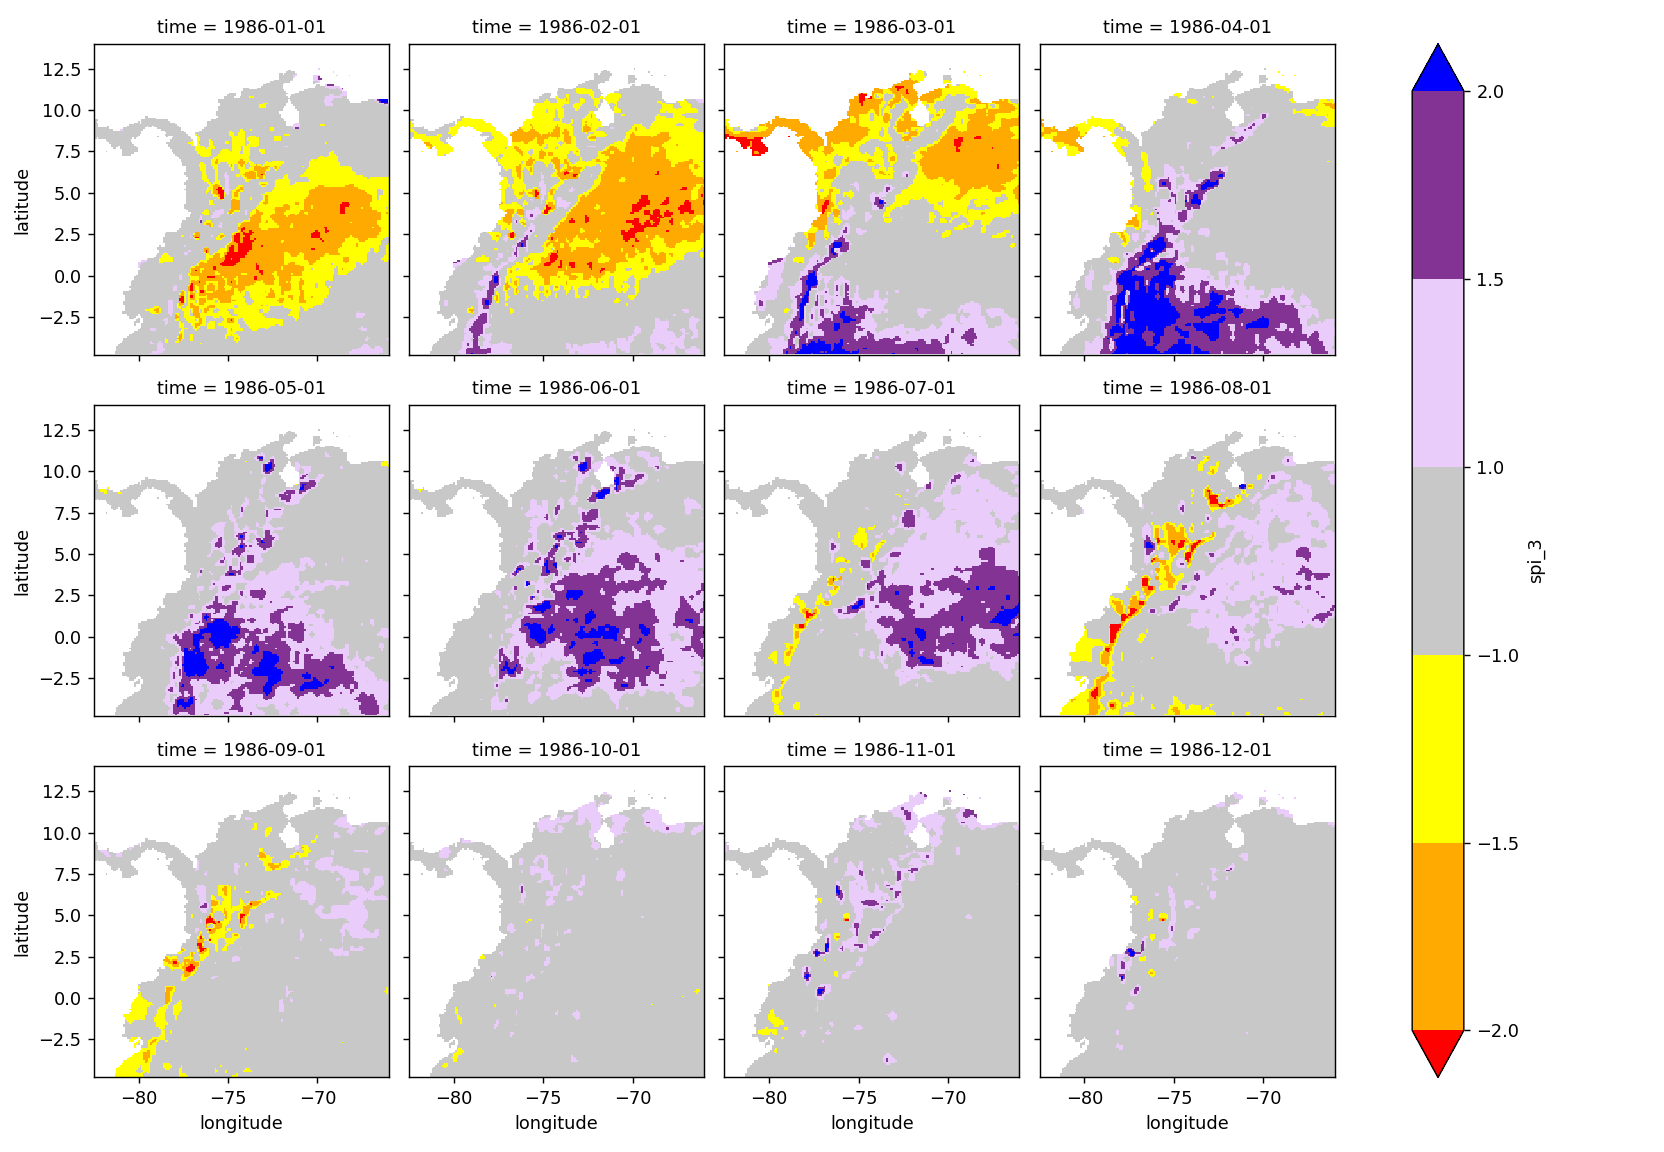 time = 1986-01-01
time = 1986-02-01
time = 1986-03-01
time = 1986-04-01
12.5
10.0
7.5
5.0
2.5
0.0
−2.5
latitude
time = 1986-05-01
time = 1986-06-01
time = 1986-07-01
time = 1986-08-01
12.5
10.0
7.5
5.0
2.5
0.0
−2.5
latitude
time = 1986-09-01
time = 1986-10-01
time = 1986-11-01
time = 1986-12-01
12.5
10.0
7.5
5.0
2.5
0.0
−2.5
latitude
−80 −75 −70
longitude
−80 −75 −70
longitude
−80 −75 −70
longitude
−80 −75 −70
longitude
2.0
1.5
1.0
−1.0
−1.5
−2.0
spi_3